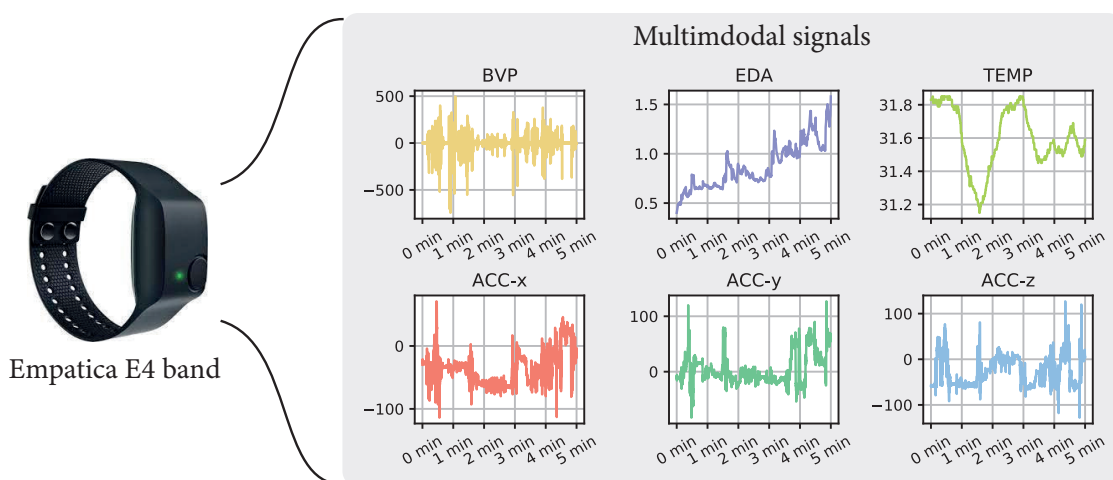 Multimdodal signals
BVP
EDA
TEMP
500
0
−500
1.5
1.0
0.5
31.8
31.6
31.4
31.2
0 min 1 min 2 min 3 min 4 min 5 min
0 min 1 min 2 min 3 min 4 min 5 min
0 min 1 min 2 min 3 min 4 min 5 min
Empatica E4 band
ACC-x
ACC-y
ACC-z
0
−100
100
0
100
0
−100
0 min 1 min 2 min 3 min 4 min 5 min
0 min 1 min 2 min 3 min 4 min 5 min
0 min 1 min 2 min 3 min 4 min 5 min